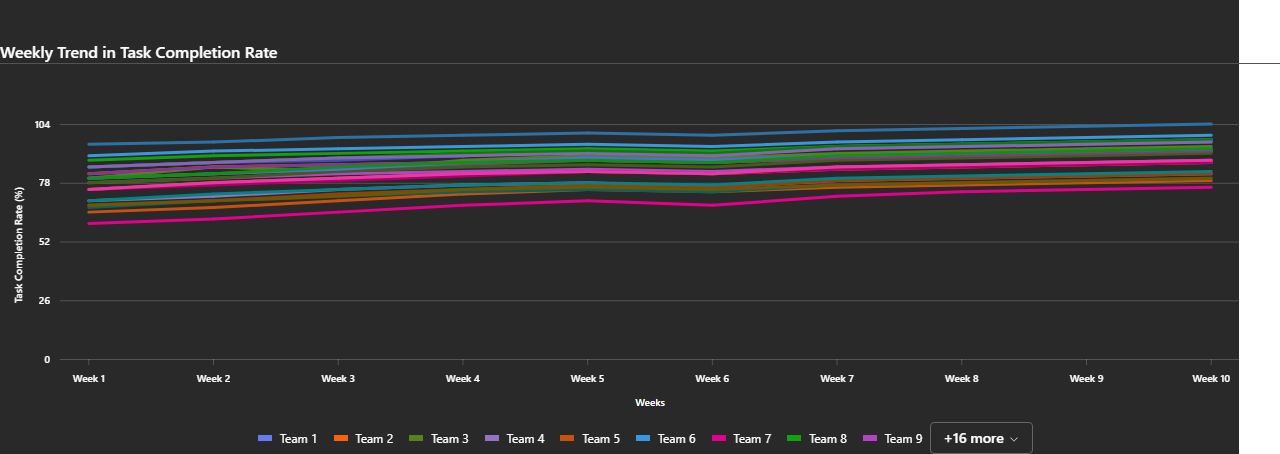 Weekly Trend in Task Completion Rate
104
78
52
26
0
Task Completion Rate (%)
Week 1 Week 2 Week 3 Week 4 Week 5 Week 6 Week 7 Week 8 Week 9 Week 10
Weeks
Team 1 Team 2 Team 3 Team 4 Team 5 Team 6 Team 7 Team 8 Team 9 +16 more